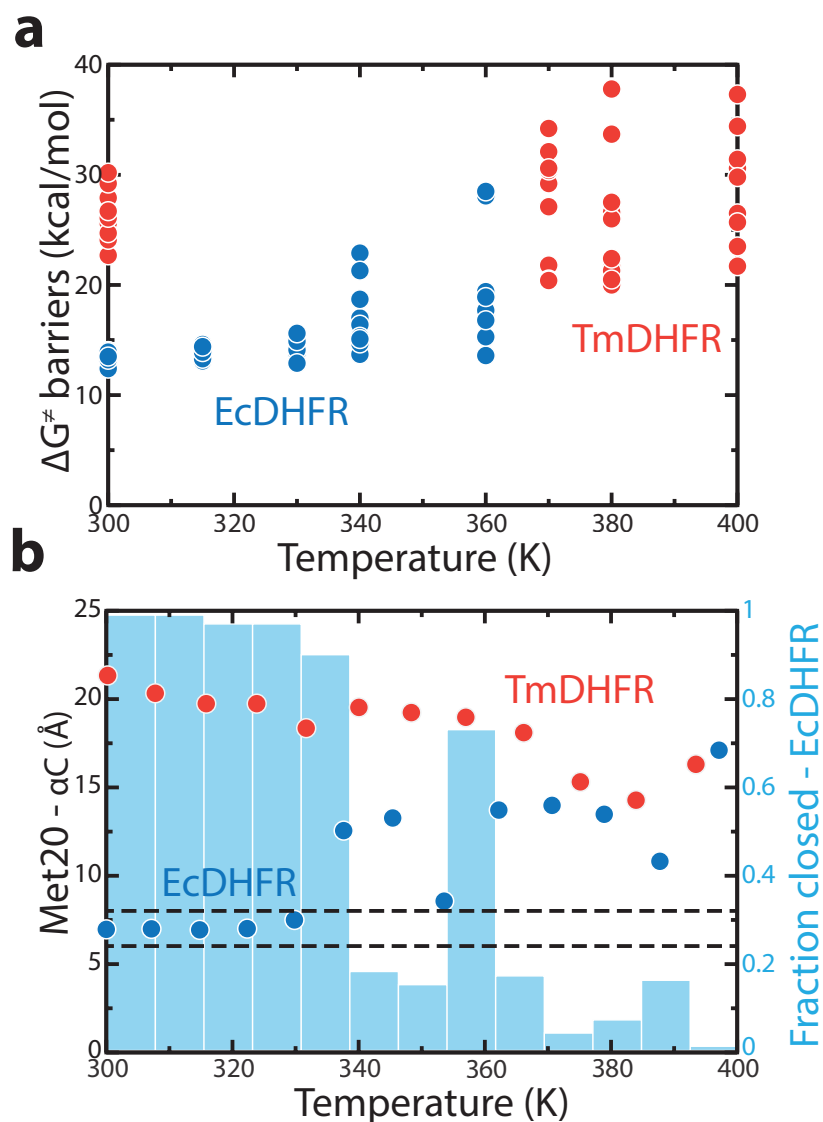 a
ΔG≠ barriers (kcal/mol)
40
30
20
10
0
TmDHFR
EcDHFR
300 320 340 360 380 400
Temperature (K)
b
Met20 - αC (Å)
25
20
15
10
5
0
TmDHFR
EcDHFR
1
0.8
0.6
0.4
0.2
0
Fraction closed - EcDHFR
300 320 340 360 380 400
Temperature (K)